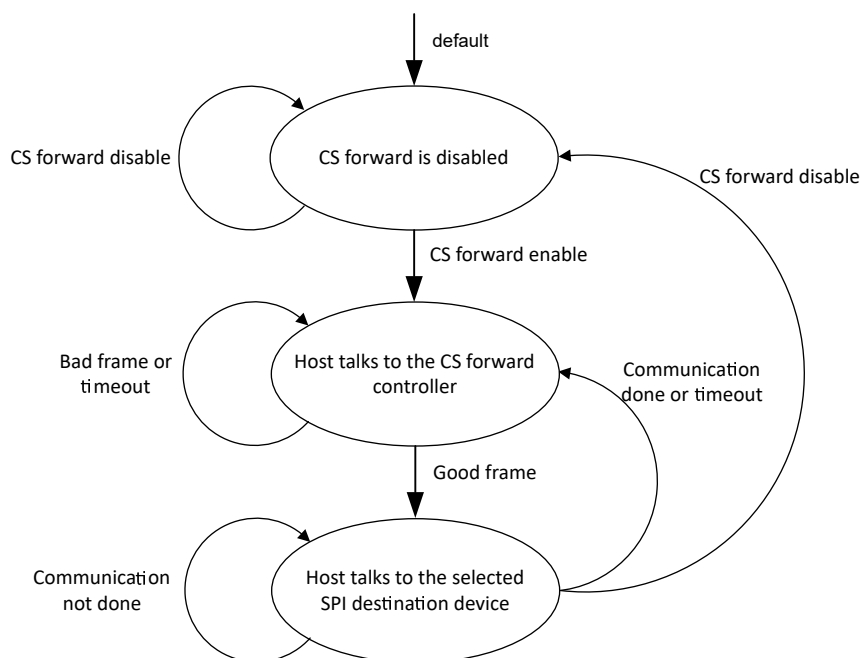 default
CS forward disable
CS forward is disabled
CS forward disable
CS forward enable
Bad frame or
timeout
Host talks to the CS forward
controller
Communication
done or timeout
Good frame
Communication
not done
Host talks to the selected
SPI destination device